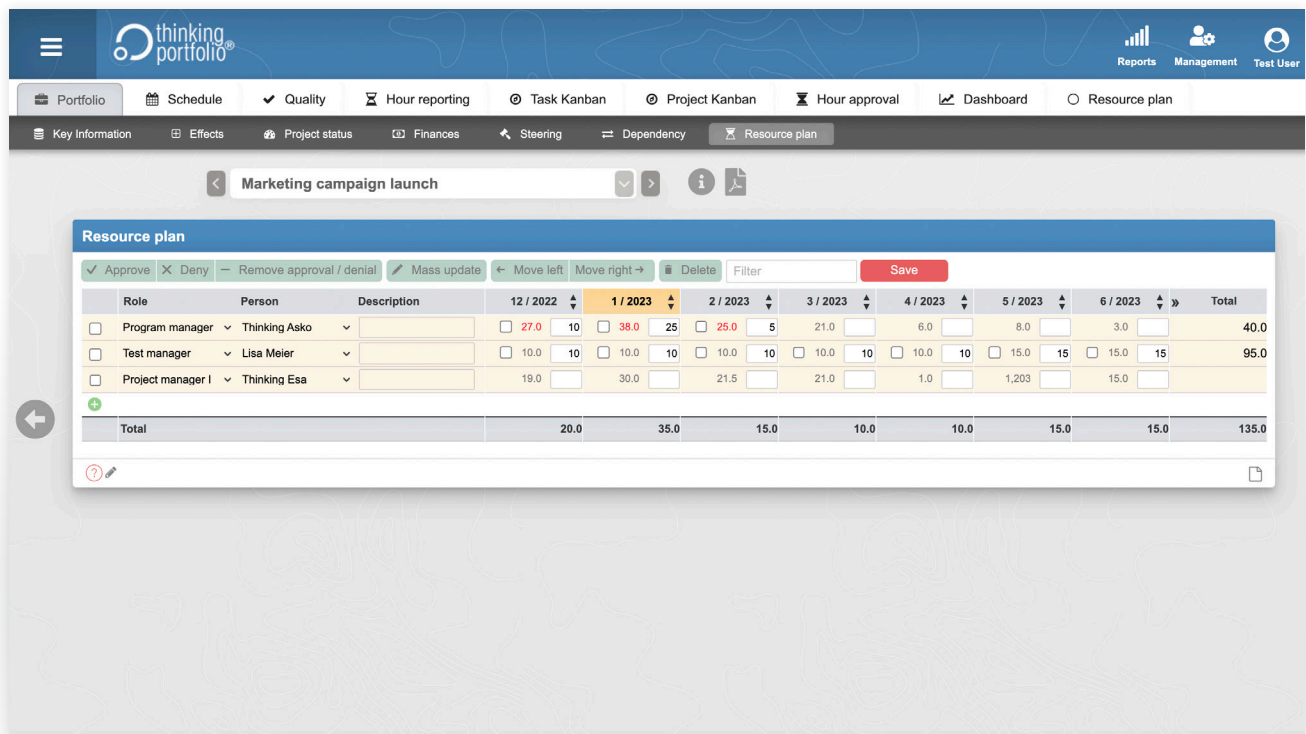 thinking portfolio®
Reports Management Test User
Portfolio Schedule Quality Hour reporting Task Kanban Project Kanban Hour approval Dashboard Resource plan
Key Information Effects Project status Finances Steering Dependency Resource plan
Marketing campaign launch
Resource plan
Approve Deny Remove approval / denial Mass update Move left Move right Delete Filter Save
Role Person Description 12 / 2022 1 / 2023 2 / 2023 3 / 2023 4 / 2023 5 / 2023 6 / 2023 » Total
Program manager Thinking Asko 27.0 10 38.0 25 25.0 5 21.0 6.0 8.0 3.0 40.0
Test manager Lisa Meier 10.0 10 10.0 10 10.0 10 10.0 10 10.0 10 15.0 15 15.0 15 95.0
Project manager I Thinking Esa 19.0 30.0 21.5 21.0 1.0 1,203 15.0
Total 20.0 35.0 15.0 10.0 10.0 15.0 15.0 135.0